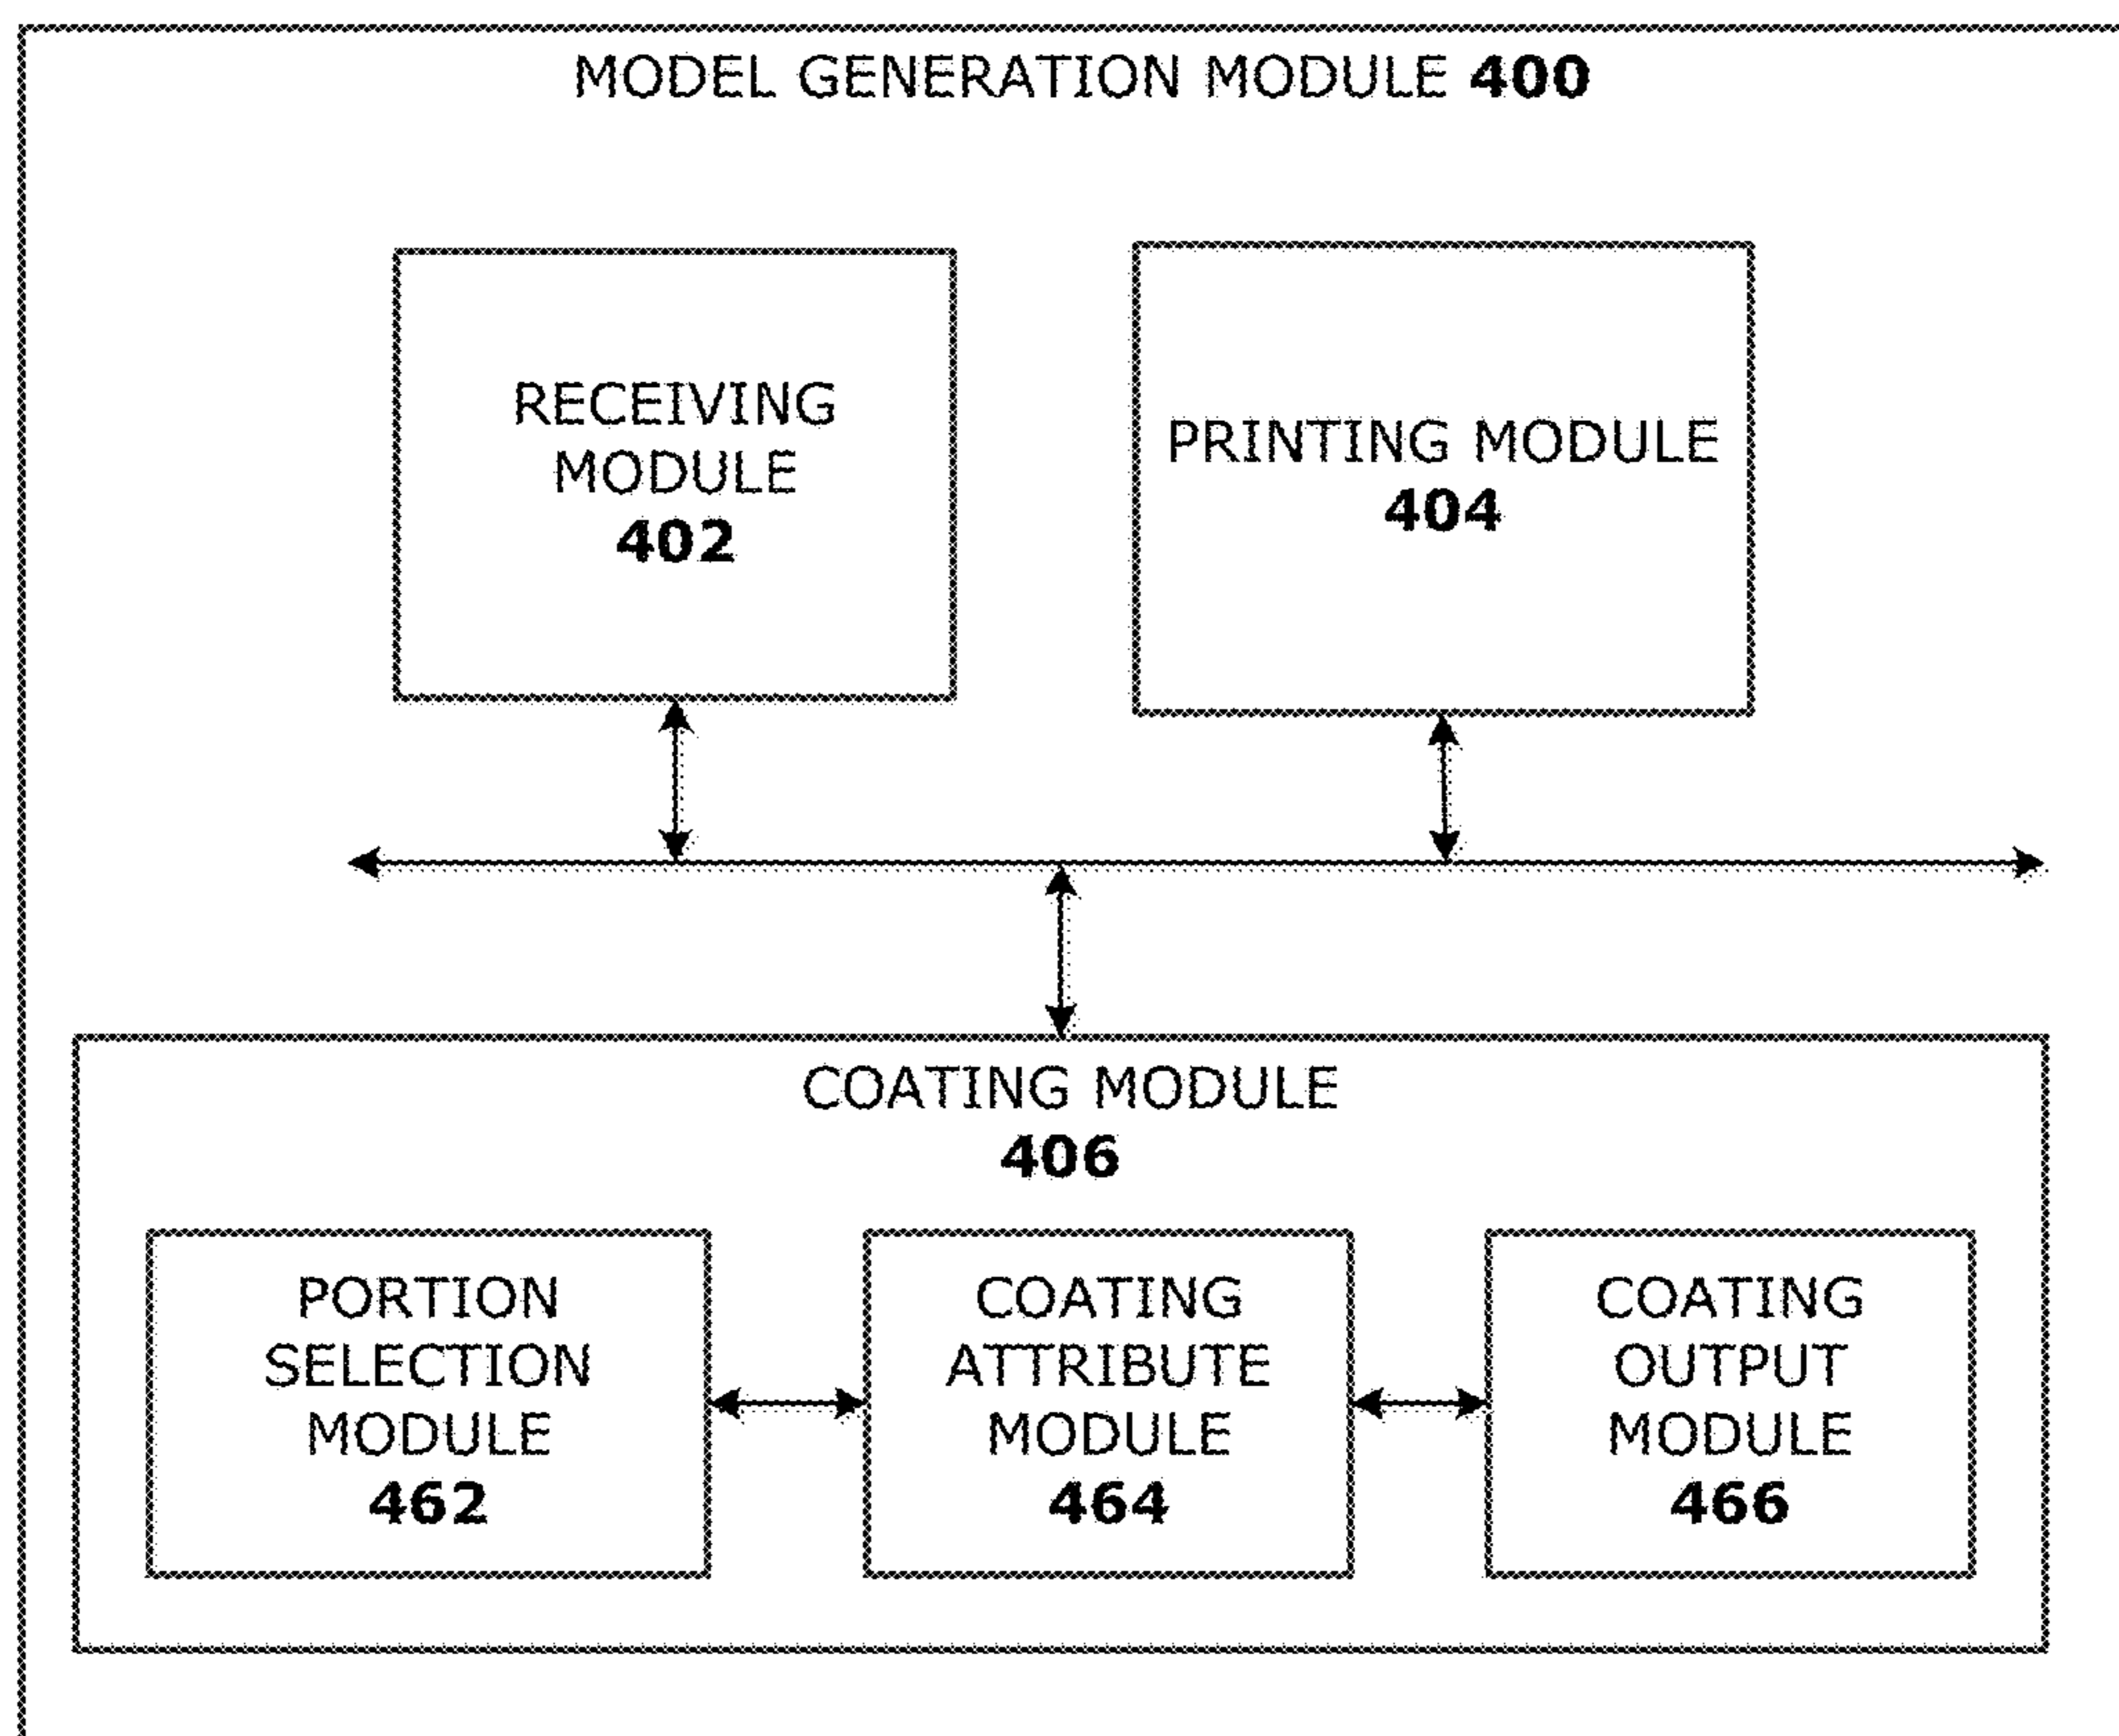 MODEL GENERATION MODULE 400
RECEIVING
MODULE
402
PRINTING MODULE
404
COATING MODULE
406
PORTION
SELECTION
MODULE
462
COATING
ATTRIBUTE
MODULE
464
COATING
OUTPUT
MODULE
466